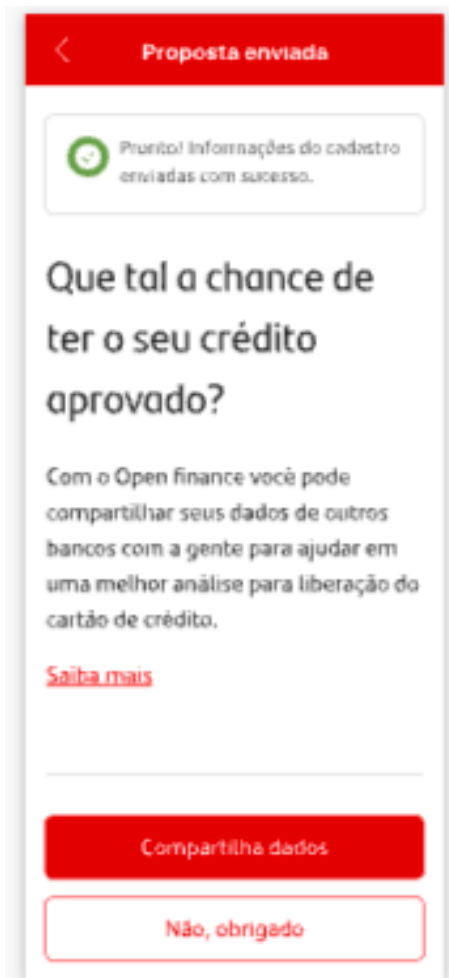 Proposta enviada
Pronto! Informações do cadastro
enviadas com sucesso.
Que tal a chance de
ter o seu crédito
aprovado?
Com o Open finance você pode
compartilhar seus dados de outros
bancos com a gente para ajudar em
uma melhor análise para liberação do
cartão de crédito.
Saiba mais
Compartilha dados
Não, obrigado